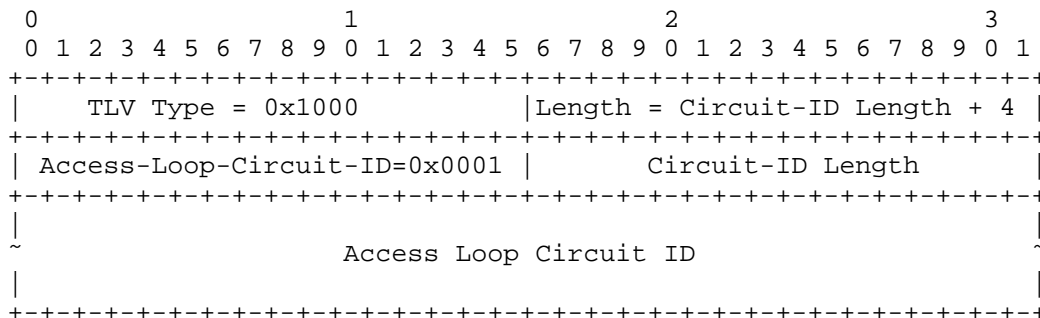 0                   1                   2                   3
 0 1 2 3 4 5 6 7 8 9 0 1 2 3 4 5 6 7 8 9 0 1 2 3 4 5 6 7 8 9 0 1
+-+-+-+-+-+-+-+-+-+-+-+-+-+-+-+-+-+-+-+-+-+-+-+-+-+-+-+-+-+-+-+-+
|    TLV Type = 0x1000          |Length = Circuit-ID Length + 4 |
+-+-+-+-+-+-+-+-+-+-+-+-+-+-+-+-+-+-+-+-+-+-+-+-+-+-+-+-+-+-+-+-+
| Access-Loop-Circuit-ID=0x0001 |       Circuit-ID Length       |
+-+-+-+-+-+-+-+-+-+-+-+-+-+-+-+-+-+-+-+-+-+-+-+-+-+-+-+-+-+-+-+-+
|                                                               |
~                    Access Loop Circuit ID                     ~
|                                                               |
+-+-+-+-+-+-+-+-+-+-+-+-+-+-+-+-+-+-+-+-+-+-+-+-+-+-+-+-+-+-+-+-+